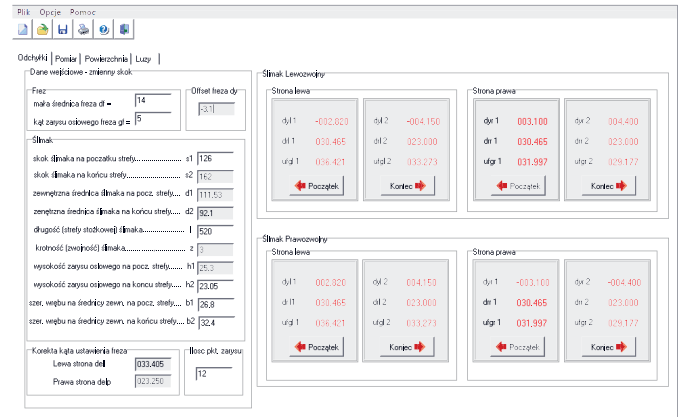 Plik Opcje Pomoc
Odchyłki Pomiar Powierzchnia Luzy
Dane wejściowe - zmienny skok
Frez
mała średnica freza df = 14
kąt zarysu osiowego freza gf = 5
Offset freza dy
-3.1
Ślimak
skok ślimaka na poczatku strefy s1 126
skok ślimaka na końcu strefy s2 162
zewnętrzna średnica ślimaka na pocz. strefy d1 111.53
zenętrzna średnica ślimaka na końcu strefy d2 92.1
długość (strefy stożkowej) ślimaka l 520
krotność (zwojność) ślimaka z 3
wysokość zarysu osiowego na pocz. strefy h1 25.3
wysokość zarysu osiowego na koncu strefy h2 23.05
szer. wrębu na średnicy zewn. na pocz. strefy b1 26.8
szer. wrębu na średnicy zewn. na końcu strefy b2 32.4
Korekta kąta ustawienia freza
Lewa strona dell 033.405
Prawa strona delp 023.250
Ilosc pkt. zarysu
12
Ślimak Lewozwojny
Strona lewa
dyl 1 -002.820 dyl 2 -004.150
drl 1 030.465 drl 2 023.000
ufgl 1 036.421 ufgl 2 033.273
Początek Koniec
Strona prawa
dyr 1 003.100 dyr 2 004.400
drr 1 030.465 drr 2 023.000
ufgr 1 031.997 ufgr 2 029.177
Początek Koniec
Ślimak Prawozwojny
Strona lewa
dyl 1 002.820 dyl 2 004.150
drl 1 030.465 drl 2 023.000
ufgl 1 036.421 ufgl 2 033.273
Początek Koniec
Strona prawa
dyr 1 -003.100 dyr 2 -004.400
drr 1 030.465 drr 2 023.000
ufgr 1 031.997 ufgr 2 029.177
Początek Koniec